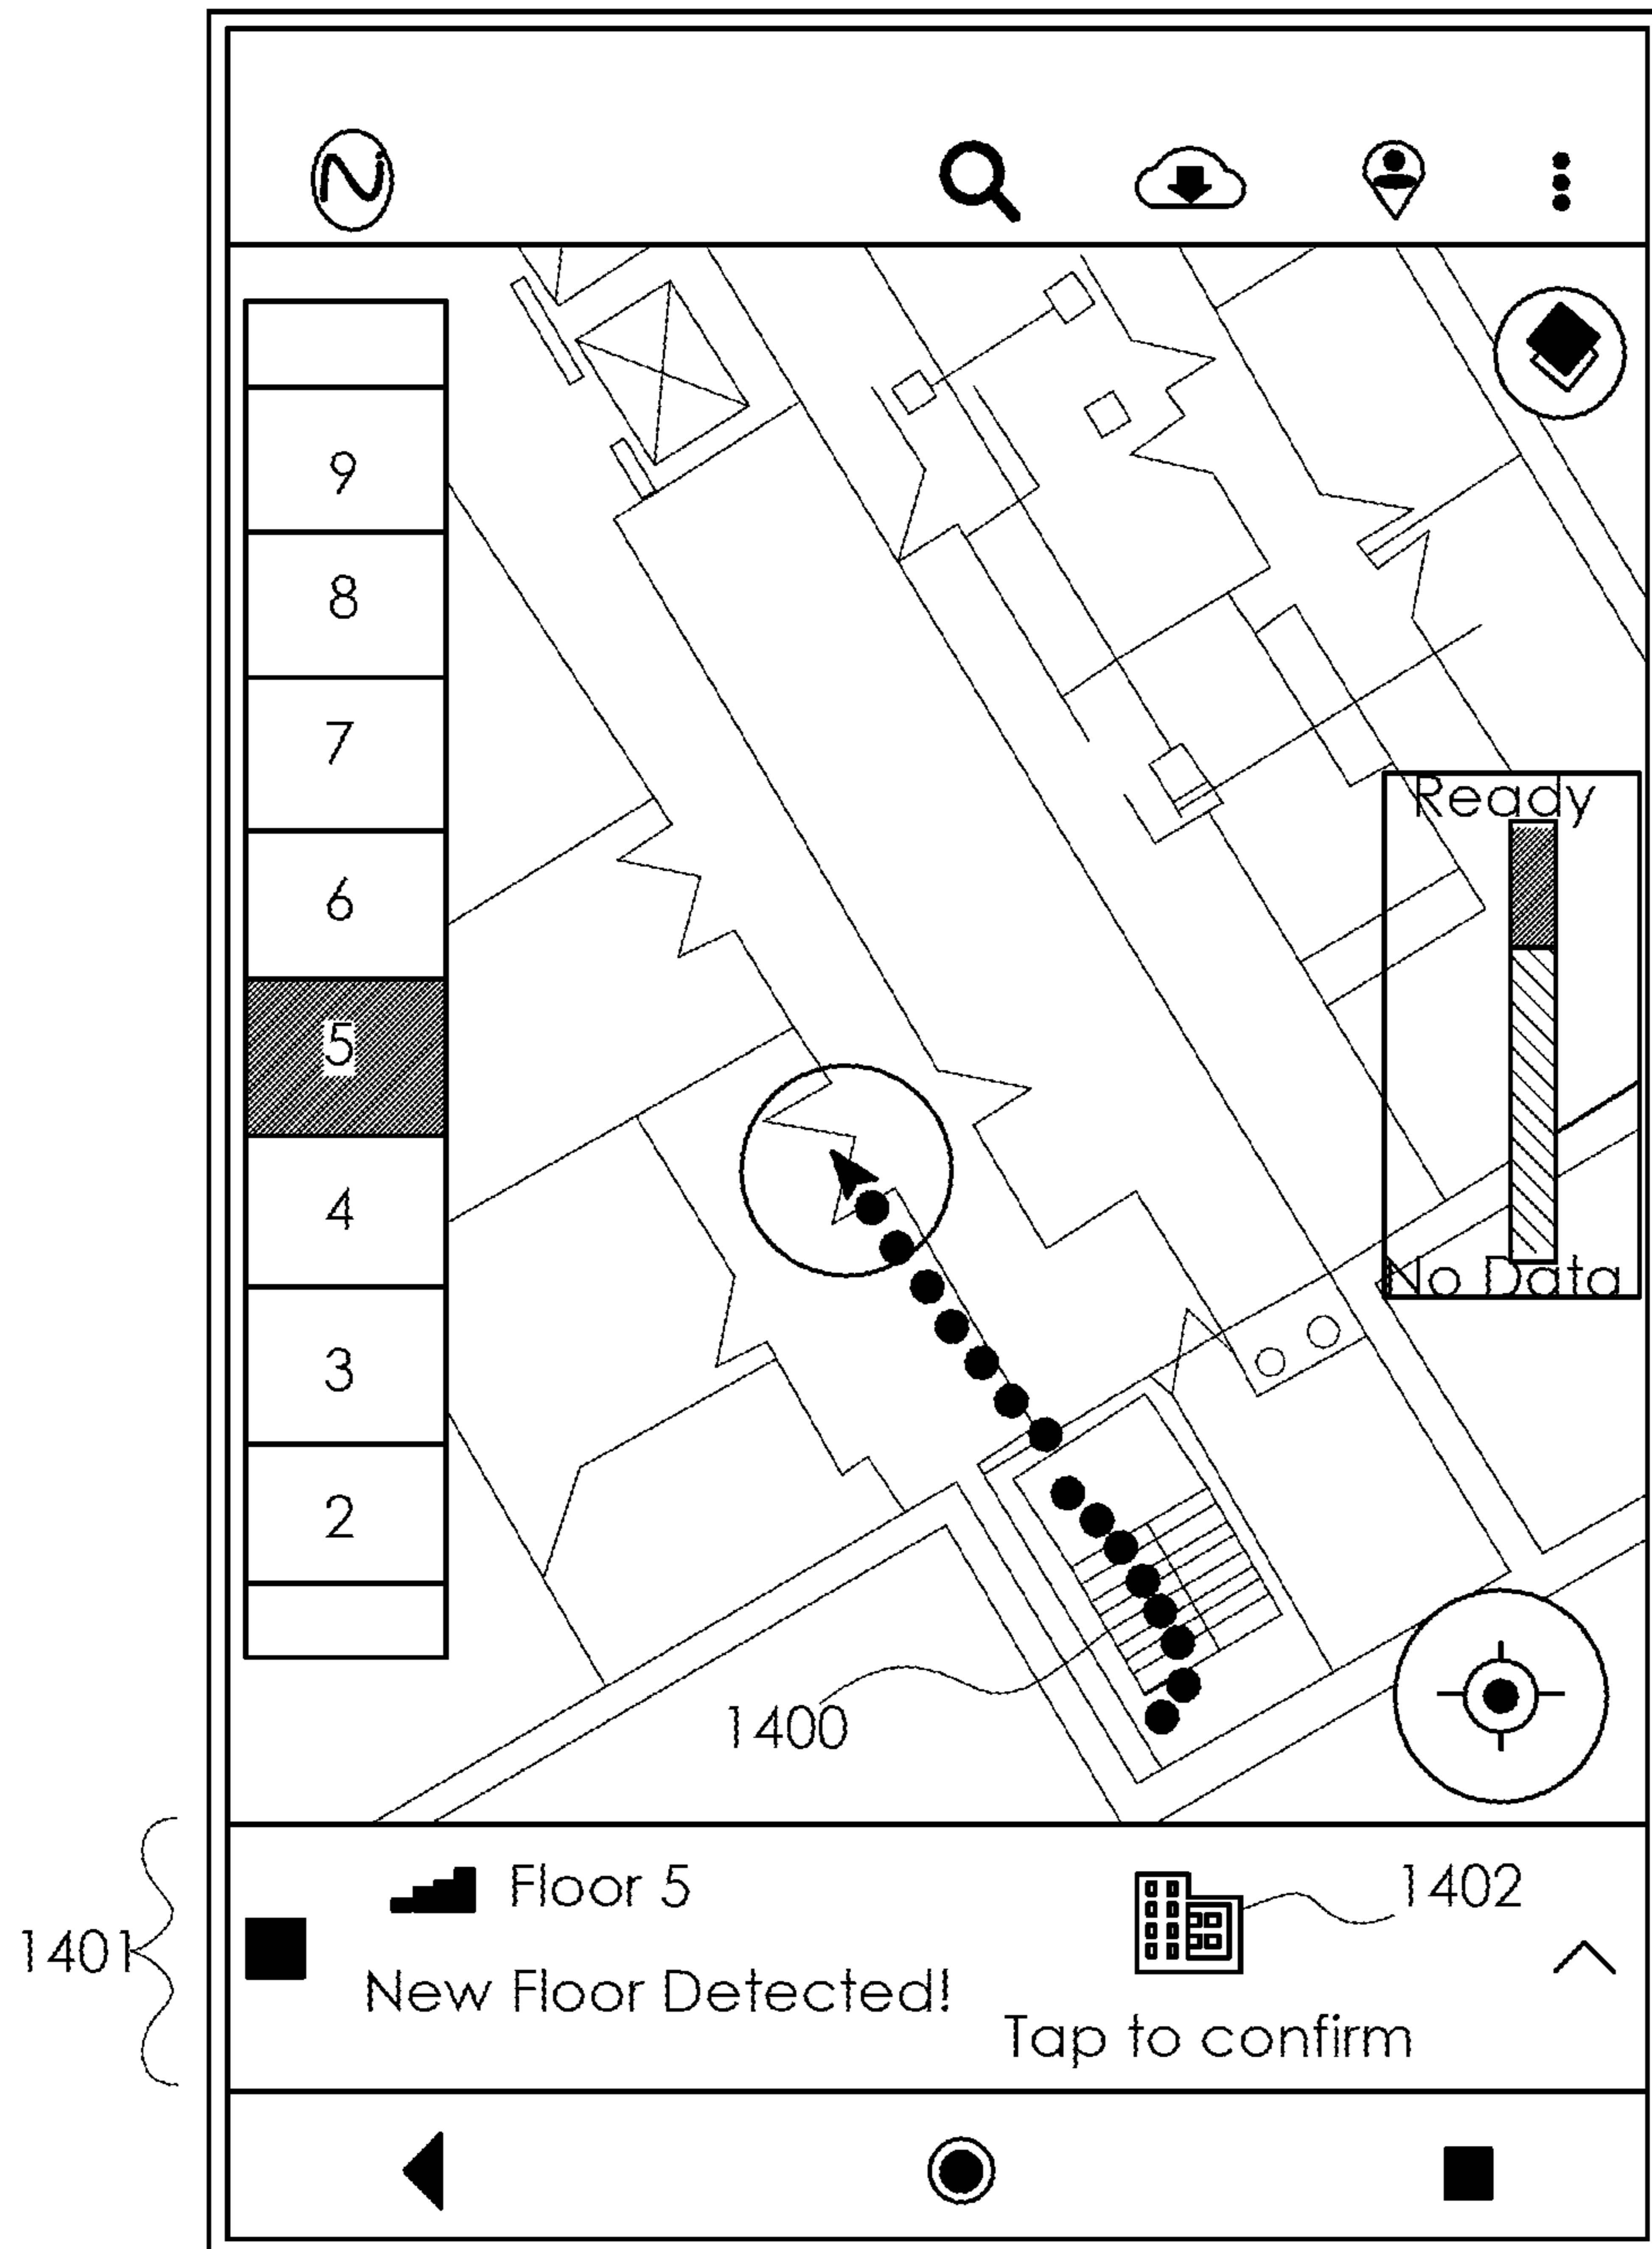 N
9
8
7
6
5
4
3
2
Ready
No Data
1400
Floor 5
1402
1401
New Floor Detected!
Tap to confirm